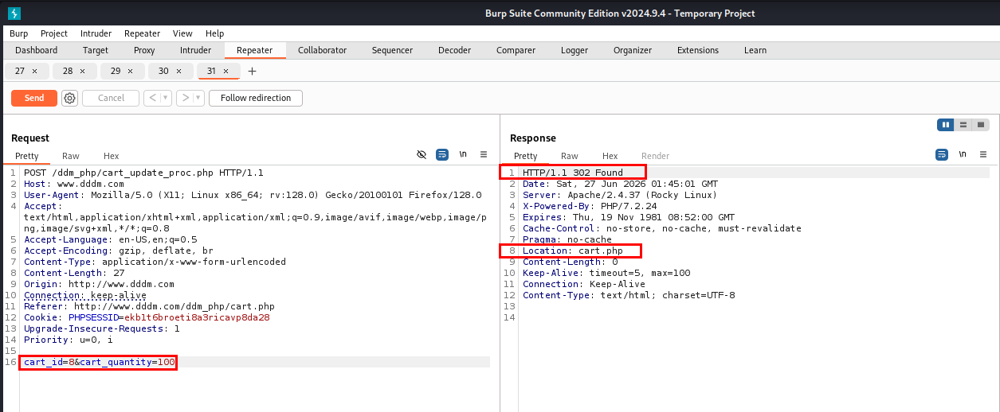 Burp Suite Community Edition v2024.9.4 - Temporary Project
Burp Project Intruder Repeater View Help
Dashboard Target Proxy Intruder Repeater Collaborator Sequencer Decoder Comparer Logger Organizer Extensions Learn
27 × 28 × 29 × 30 × 31 × +
Send Cancel < > Follow redirection
Request
Pretty Raw Hex \n
1 POST /ddm_php/cart_update_proc.php HTTP/1.1
2 Host: www.dddm.com
3 User-Agent: Mozilla/5.0 (X11; Linux x86_64; rv:128.0) Gecko/20100101 Firefox/128.0
4 Accept:
text/html,application/xhtml+xml,application/xml;q=0.9,image/avif,image/webp,image/p
ng,image/svg+xml,*/*;q=0.8
5 Accept-Language: en-US,en;q=0.5
6 Accept-Encoding: gzip, deflate, br
7 Content-Type: application/x-www-form-urlencoded
8 Content-Length: 27
9 Origin: http://www.dddm.com
10 Connection: keep-alive
11 Referer: http://www.dddm.com/ddm_php/cart.php
12 Cookie: PHPSESSID=ekb1t6broeti8a3ricavp8da28
13 Upgrade-Insecure-Requests: 1
14 Priority: u=0, i
15
16 cart_id=8&cart_quantity=100
Response
Pretty Raw Hex Render \n
1 HTTP/1.1 302 Found
2 Date: Sat, 27 Jun 2026 01:45:01 GMT
3 Server: Apache/2.4.37 (Rocky Linux)
4 X-Powered-By: PHP/7.2.24
5 Expires: Thu, 19 Nov 1981 08:52:00 GMT
6 Cache-Control: no-store, no-cache, must-revalidate
7 Pragma: no-cache
8 Location: cart.php
9 Content-Length: 0
10 Keep-Alive: timeout=5, max=100
11 Connection: Keep-Alive
12 Content-Type: text/html; charset=UTF-8
13
14